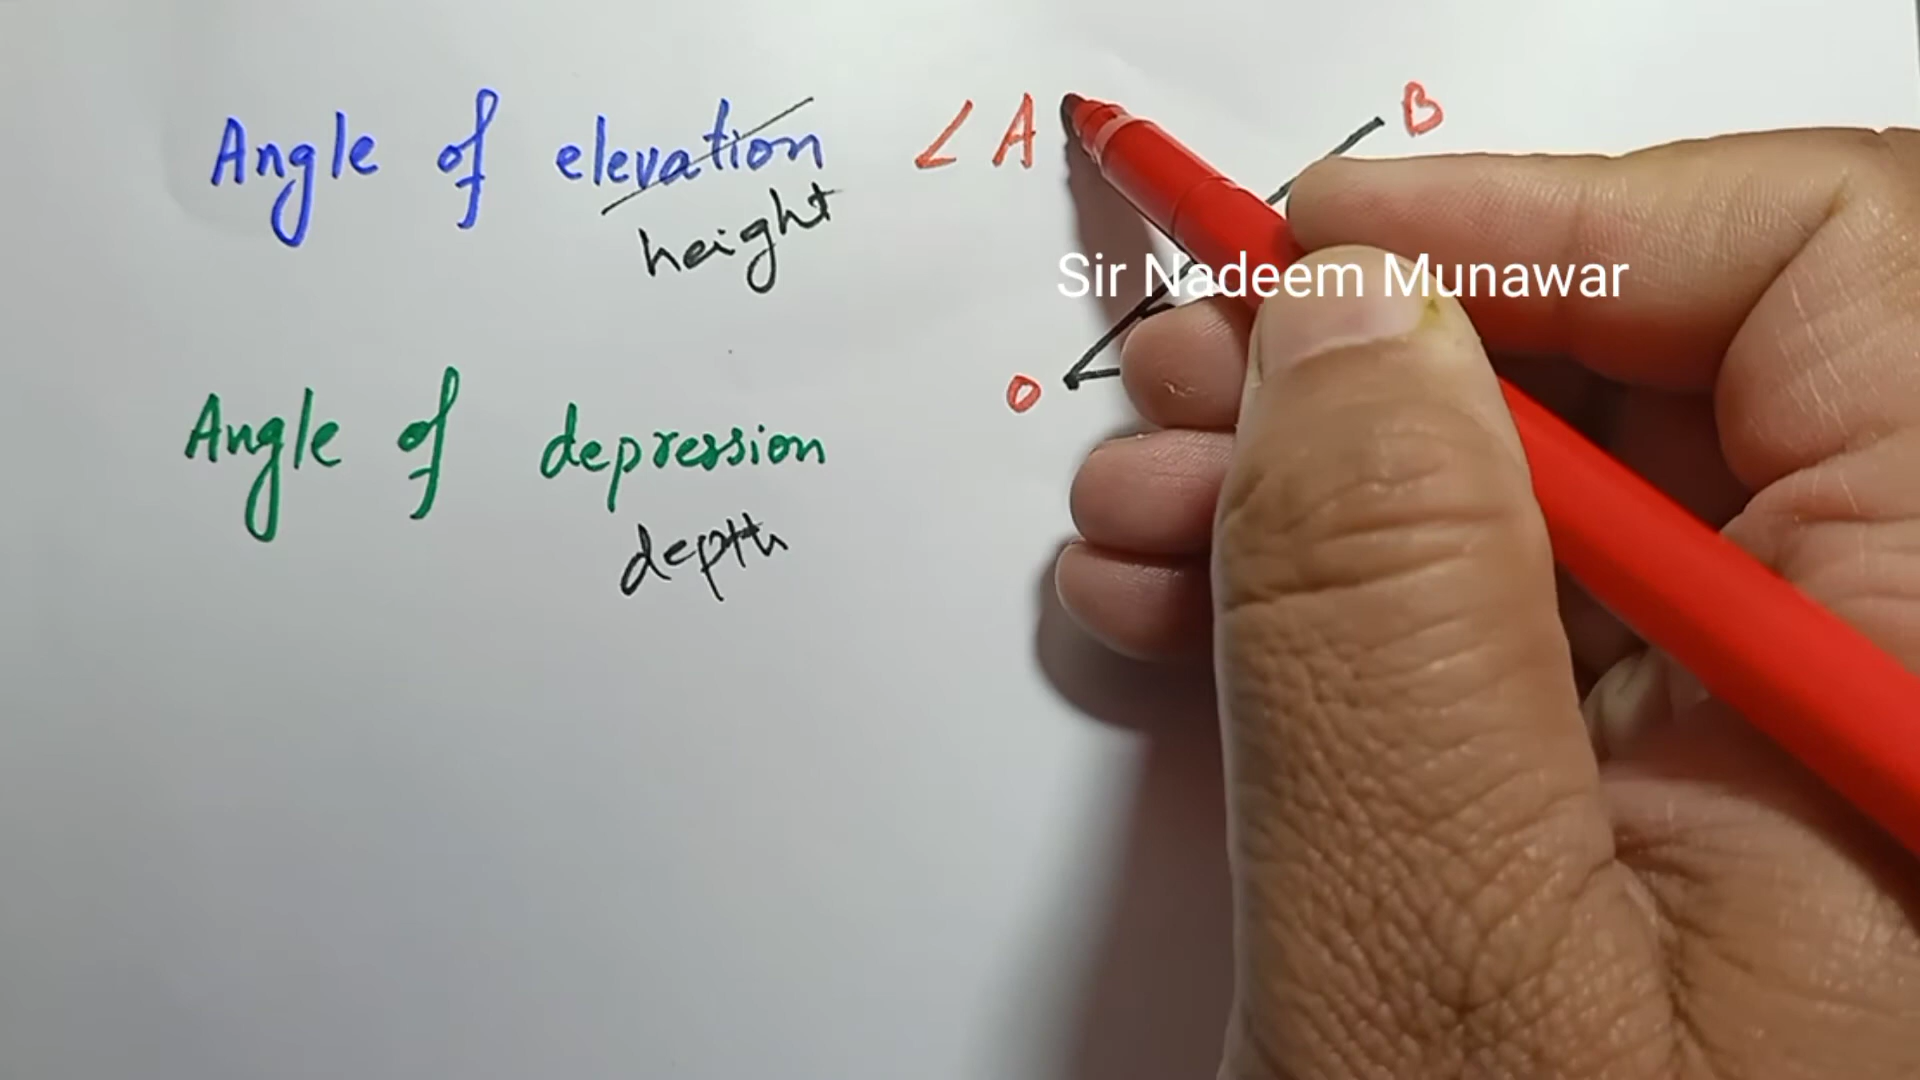 Angle of elevation ∠A
B
height
Sir Nadeem Munawar
O
Angle of depression
depth